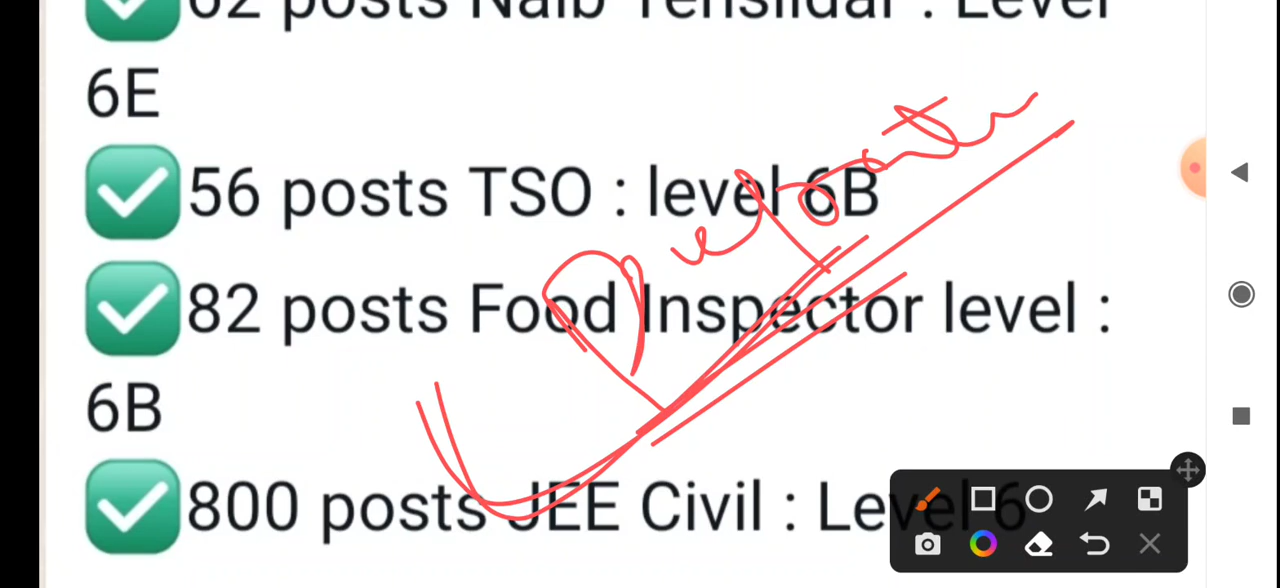 62 posts Naib Tehsildar : Level
6E
56 posts TSO : level 6B
82 posts Food Inspector level :
6B
800 posts JEE Civil : Level 6